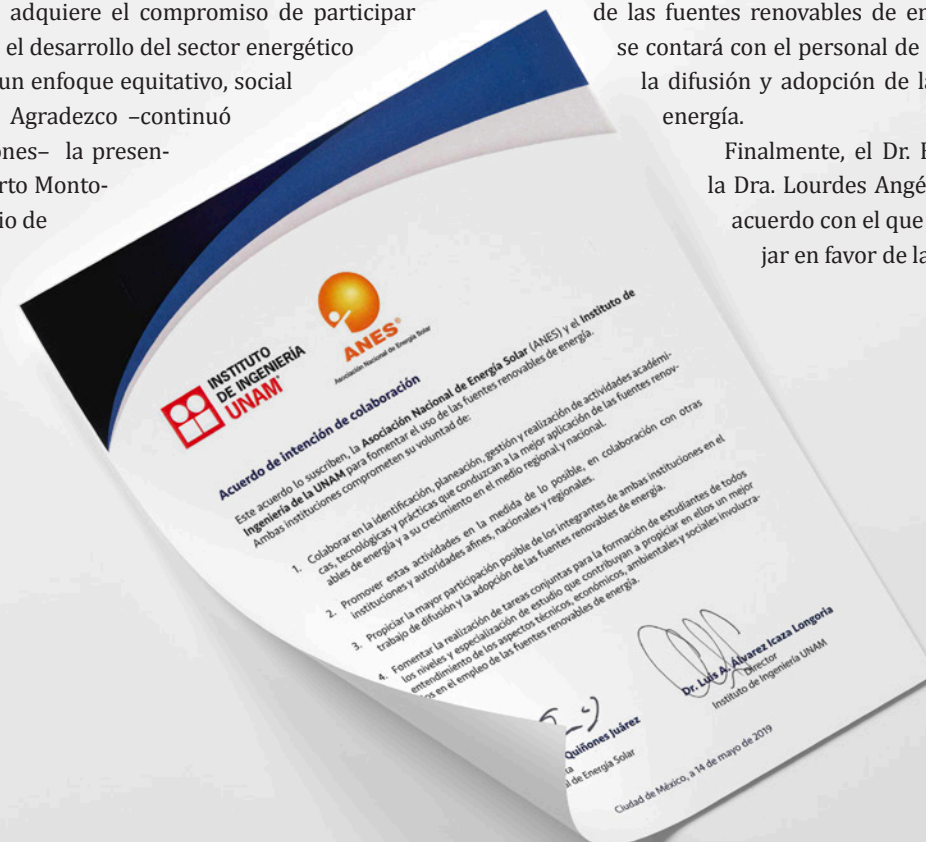 adquiere el compromiso de participar
el desarrollo del sector energético
un enfoque equitativo, social
Agradezco –continuó
ones– la presen-
rto Monto-
io de
de las fuentes renovables de en
se contará con el personal de
la difusión y adopción de la
energía.
Finalmente, el Dr.
la Dra. Lourdes Angé
acuerdo con el que
jar en favor de la
INSTITUTO
DE INGENIERÍA
UNAM
ANES®
Asociación Nacional de Energía Solar
Acuerdo de intención de colaboración
Este acuerdo lo suscriben, la Asociación Nacional de Energía Solar (ANES) y el Instituto de
Ingeniería de la UNAM para fomentar el uso de las fuentes renovables de energía.
Ambas instituciones comprometen su voluntad de:
1. Colaborar en la identificación, planeación, gestión y realización de actividades académi-
cas, tecnológicas y prácticas que conduzcan a la mejor aplicación de las fuentes renov-
ables de energía y a su crecimiento en el medio regional y nacional.
2. Promover estas actividades en la medida de lo posible, en colaboración con otras
instituciones y autoridades afines, nacionales y regionales.
3. Propiciar la mayor participación posible de los integrantes de ambas instituciones en el
trabajo de difusión y la adopción de las fuentes renovables de energía.
4. Fomentar la realización de tareas conjuntas para la formación de estudiantes de todos
los niveles y especialización de estudio que contribuyan a propiciar en ellos un mejor
entendimiento de los aspectos técnicos, económicos, ambientales y sociales involucra-
os en el empleo de las fuentes renovables de energía.
Quiñones Juárez
ta
al de Energía Solar
Dr. Luis A. Álvarez Icaza Longoria
Director
Instituto de Ingeniería UNAM
Ciudad de México, a 14 de mayo de 2019